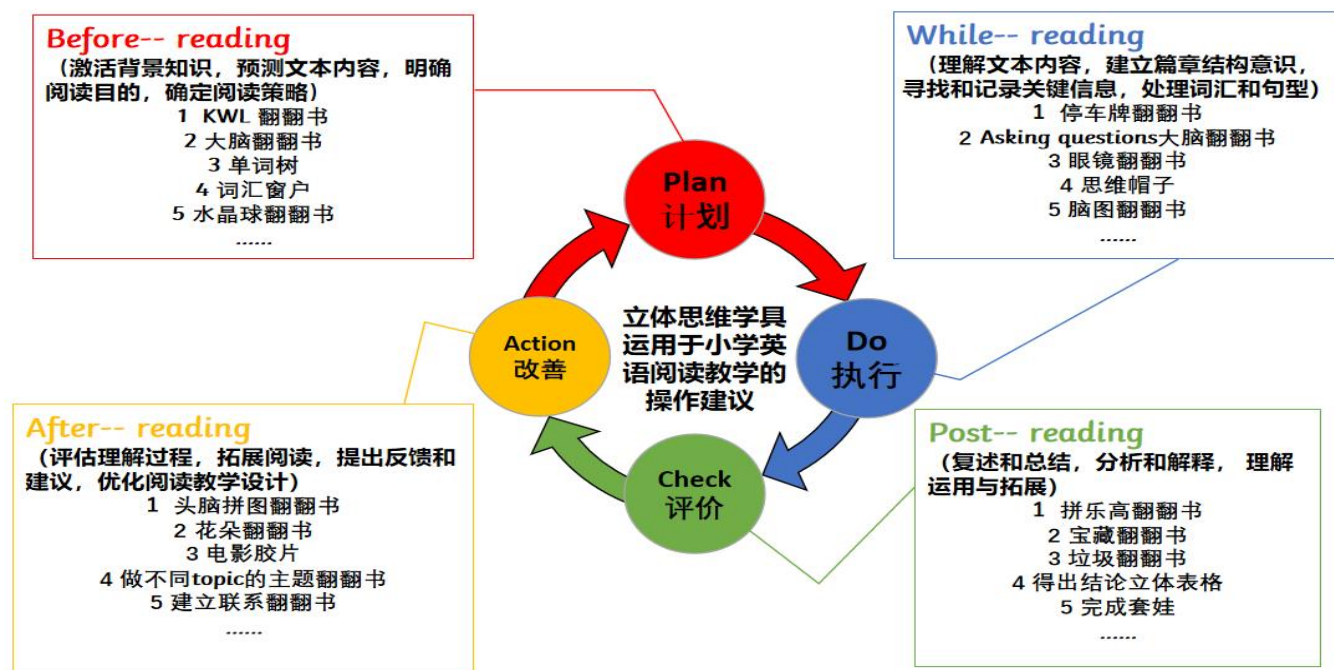 Before-- reading
（激活背景知识，预测文本内容，明确
阅读目的，确定阅读策略）
1 KWL 翻翻书
2 大脑翻翻书
3 单词树
4 词汇窗户
5 水晶球翻翻书
......
While-- reading
（理解文本内容，建立篇章结构意识，
寻找和记录关键信息，处理词汇和句型）
1 停车牌翻翻书
2 Asking questions大脑翻翻书
3 眼镜翻翻书
4 思维帽子
5 脑图翻翻书
......
Plan
计划
立体思维学具
运用于小学英
语阅读教学的
操作建议
Action
改善
Do
执行
Check
评价
After-- reading
（评估理解过程，拓展阅读，提出反馈和
建议，优化阅读教学设计）
1 头脑拼图翻翻书
2 花朵翻翻书
3 电影胶片
4 做不同topic的主题翻翻书
5 建立联系翻翻书
......
Post-- reading
（复述和总结，分析和解释， 理解
运用与拓展）
1 拼乐高翻翻书
2 宝藏翻翻书
3 垃圾翻翻书
4 得出结论立体表格
5 完成套娃
......